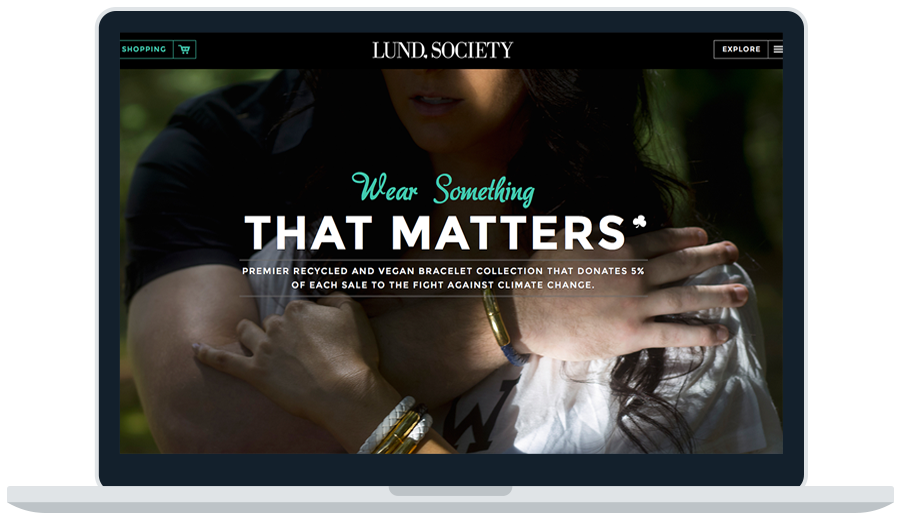 SHOPPING
LUND. SOCIETY
EXPLORE
Wear Something
THAT MATTERS
PREMIER RECYCLED AND VEGAN BRACELET COLLECTION THAT DONATES 5%
OF EACH SALE TO THE FIGHT AGAINST CLIMATE CHANGE.
W